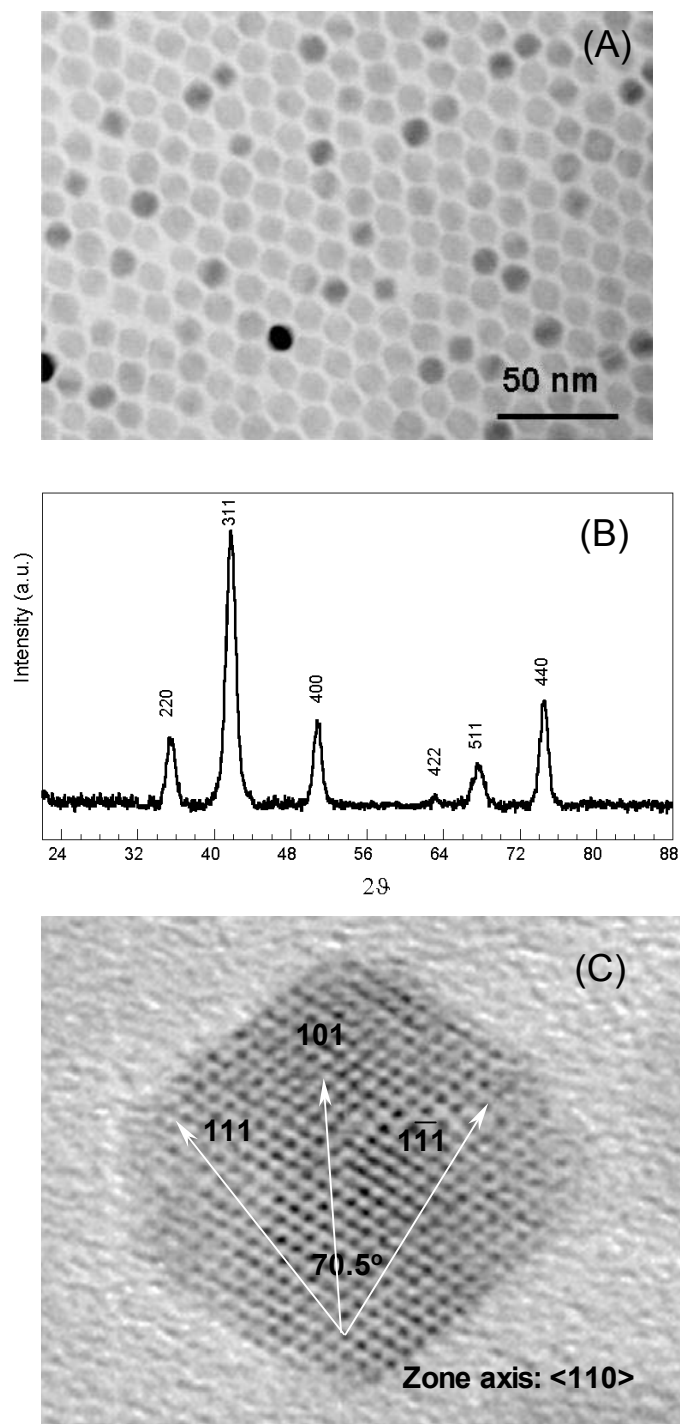 (A)
50 nm
(B)
Intensity (a.u.)
220
311
400
422
511
440
24 32 40 48 56 64 72 80 88
2ϑ
(C)
101
111
11̅1̅
70.5º
Zone axis: <110>